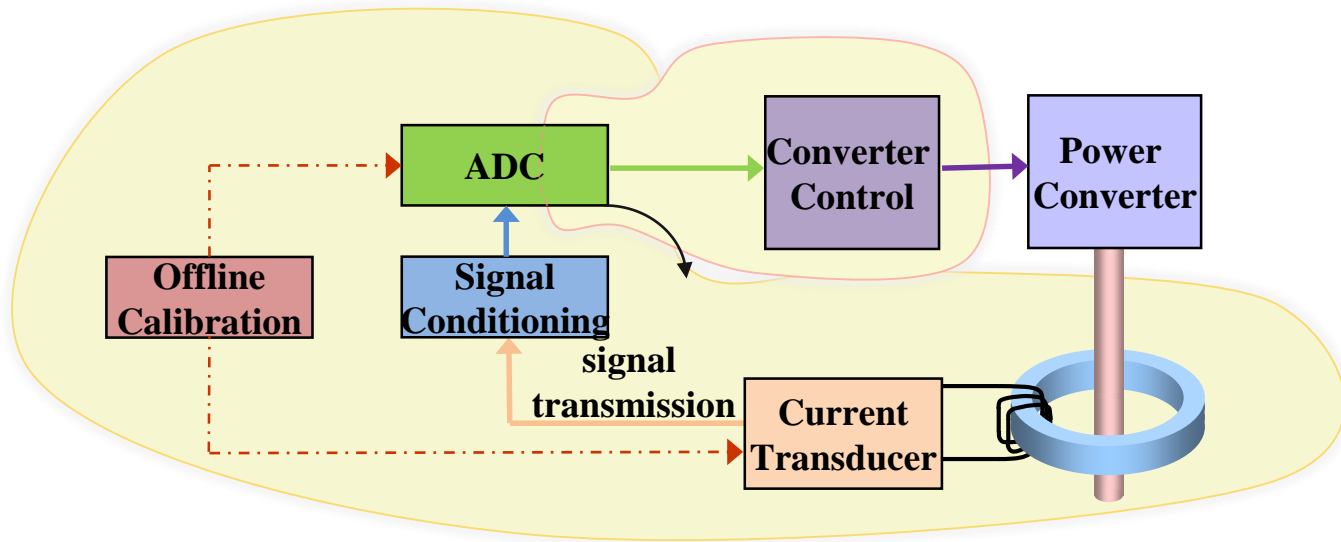 ADC
Converter
Control
Power
Converter
Offline
Calibration
Signal
Conditioning
signal
transmission
Current
Transducer